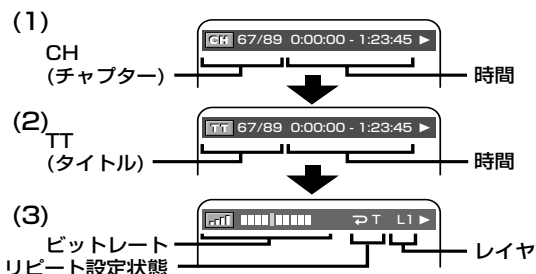 (1)
CH 67/89 0:00:00 - 1:23:45 ►
CH
(チャプター)
時間
(2)
TT 67/89 0:00:00 - 1:23:45 ►
TT
(タイトル)
時間
(3)
T L1 ►
ビットレート
リピート設定状態
レイヤ